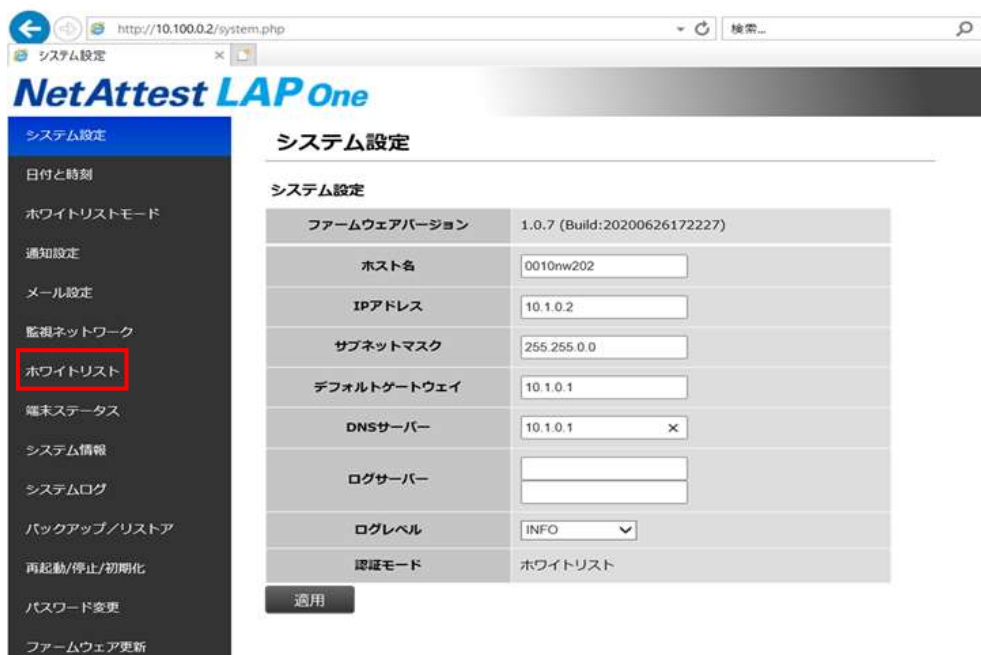 http://10.100.0.2/system.php
検索...
システム設定
NetAttest LAP One
システム設定
日付と時刻
ホワイトリストモード
通知設定
メール設定
監視ネットワーク
ホワイトリスト
端末ステータス
システム情報
システムログ
バックアップ／リストア
再起動/停止/初期化
パスワード変更
ファームウェア更新
システム設定
システム設定
ファームウェアバージョン 1.0.7 (Build:20200626172227)
ホスト名 0010nw202
IPアドレス 10.1.0.2
サブネットマスク 255.255.0.0
デフォルトゲートウェイ 10.1.0.1
DNSサーバー 10.1.0.1
ログサーバー
ログレベル INFO
認証モード ホワイトリスト
適用